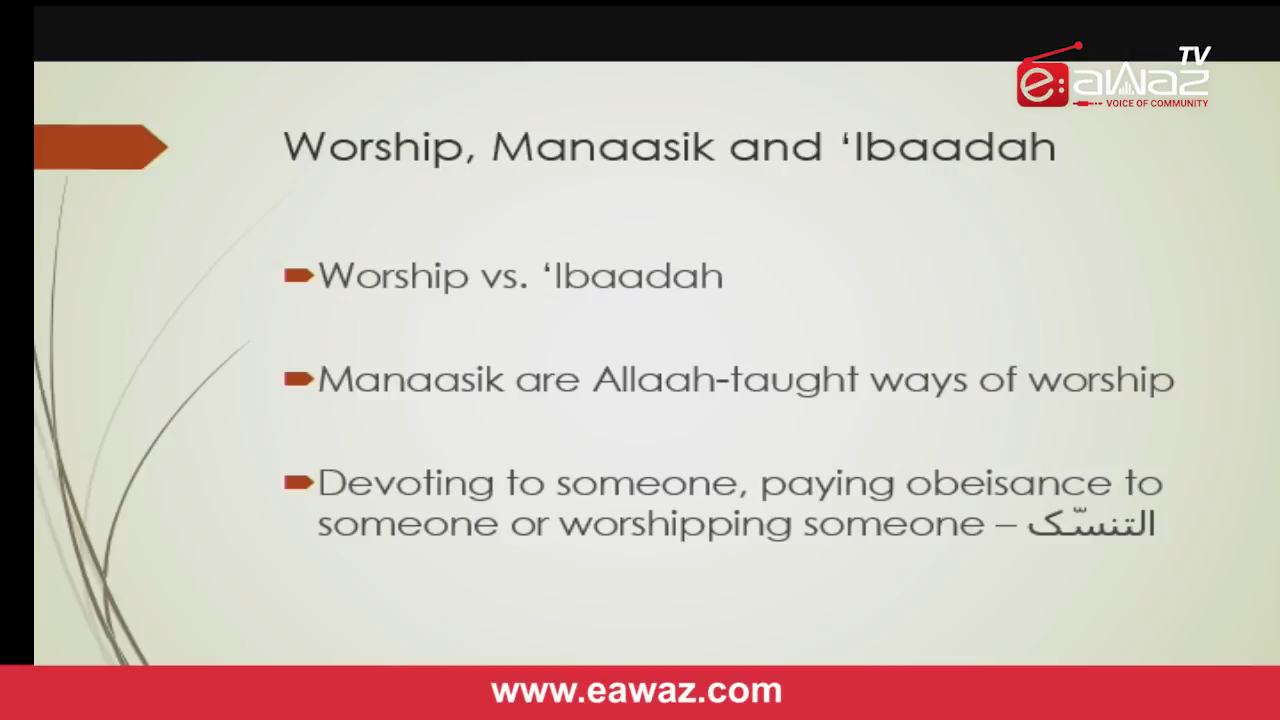 TV
e:awaz
VOICE OF COMMUNITY
Worship, Manaasik and ‘Ibaadah
Worship vs. ‘Ibaadah
Manaasik are Allaah-taught ways of worship
Devoting to someone, paying obeisance to
someone or worshipping someone – التنسّک
www.eawaz.com